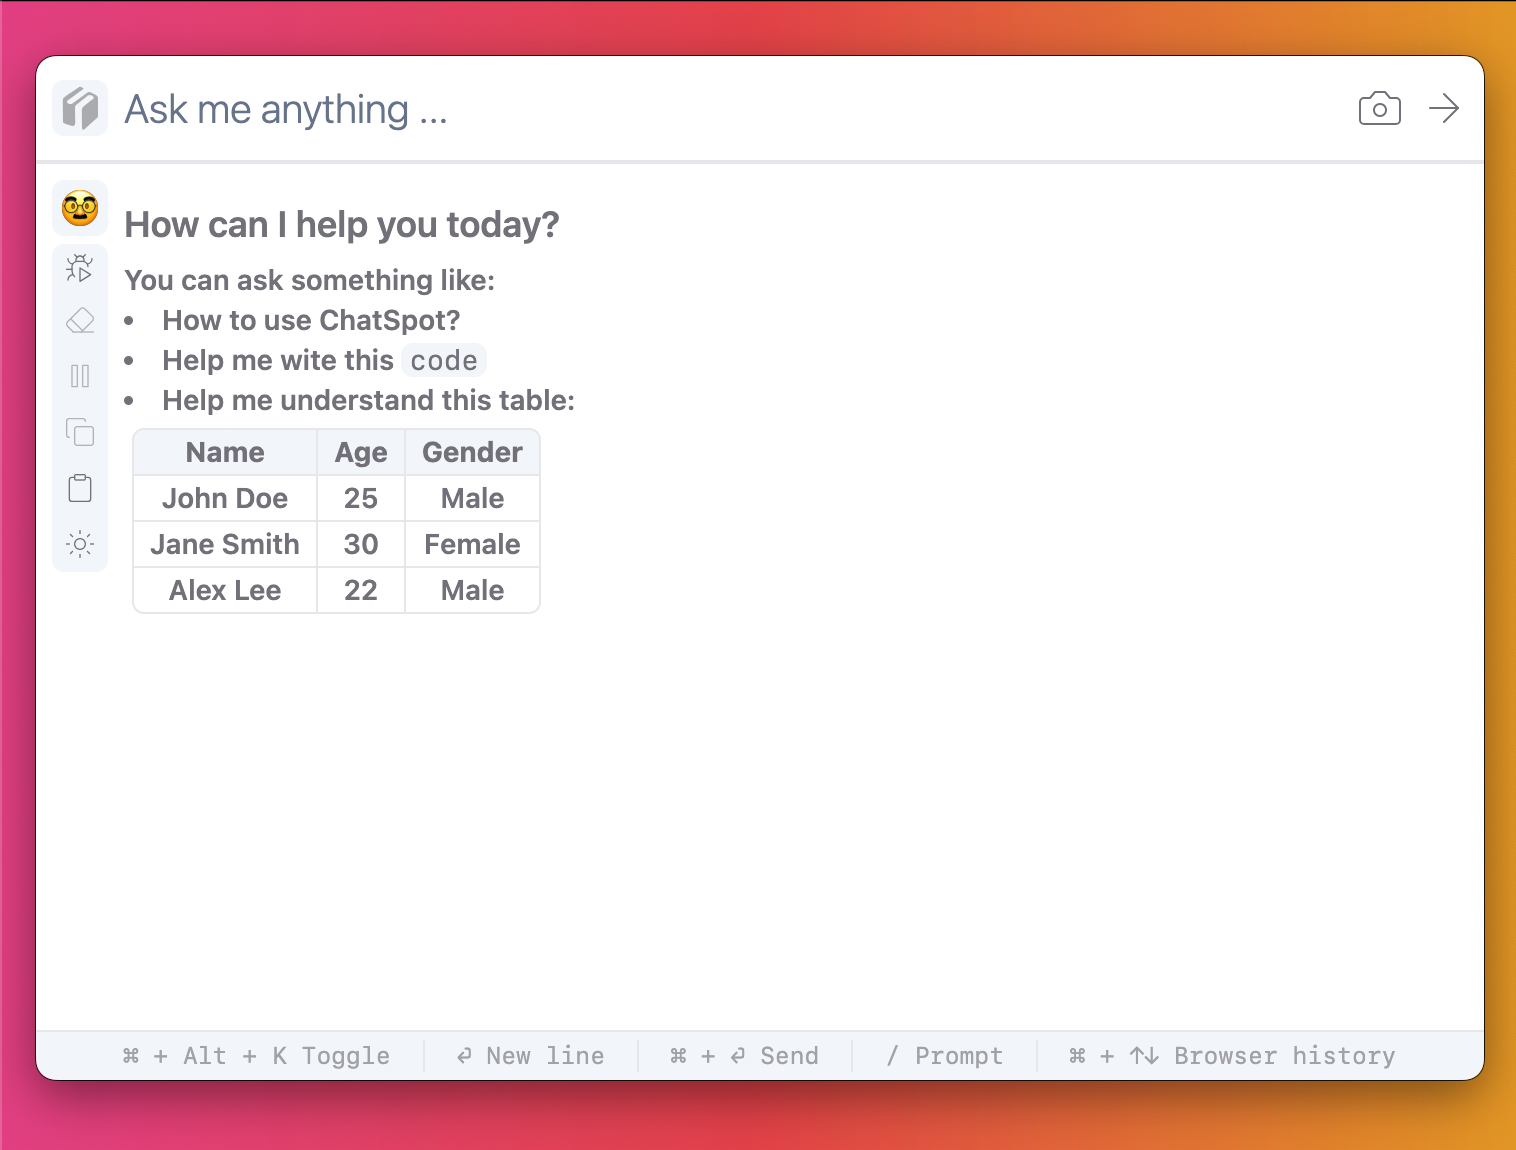 Ask me anything ...
How can I help you today?
You can ask something like:
• How to use ChatSpot?
• Help me wite this code
• Help me understand this table:
Name Age Gender
John Doe 25 Male
Jane Smith 30 Female
Alex Lee 22 Male
⌘ + Alt + K Toggle ⏎ New line ⌘ + ⏎ Send / Prompt ⌘ + ↑↓ Browser history